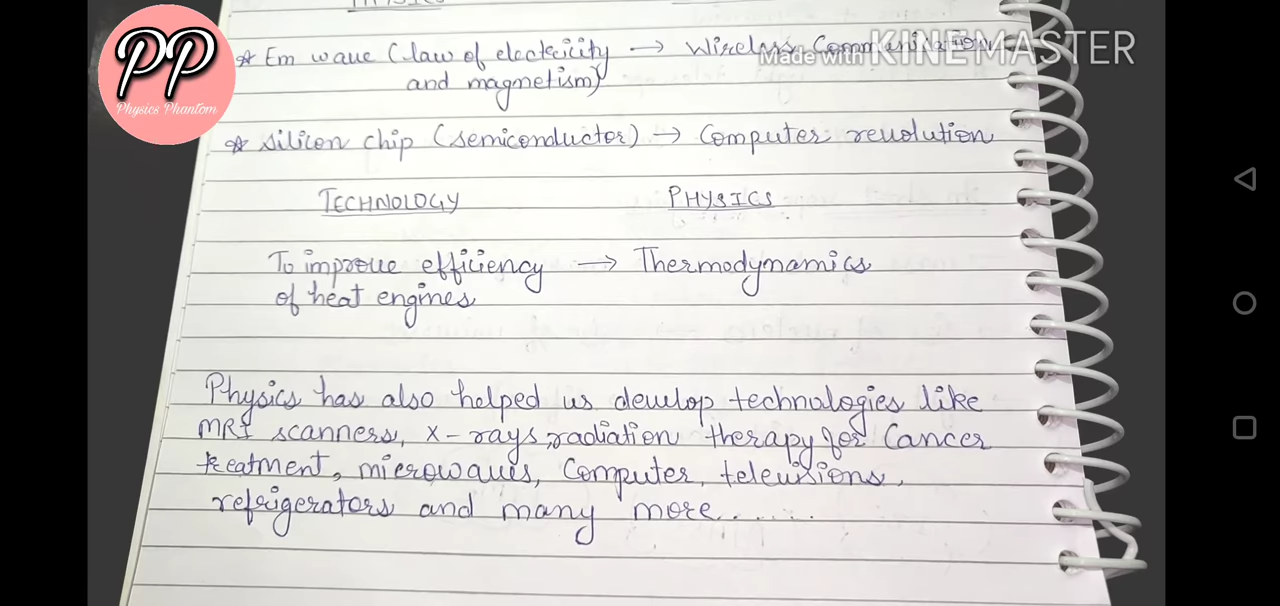 PHYSICS
PP
Physics Phantom
☆ Em wave (law of electricity → Wireless Communication
and magnetism)
Made with KINEMASTER
☆ silicon chip (semiconductor) → Computer revolution
TECHNOLOGY PHYSICS
To improve efficiency → Thermodynamics
of heat engines
Physics has also helped us develop technologies like
MRI scanners, X-rays, radiation therapy for Cancer
treatment, microwaves, Computer, televisions,
refrigerators and many more.......